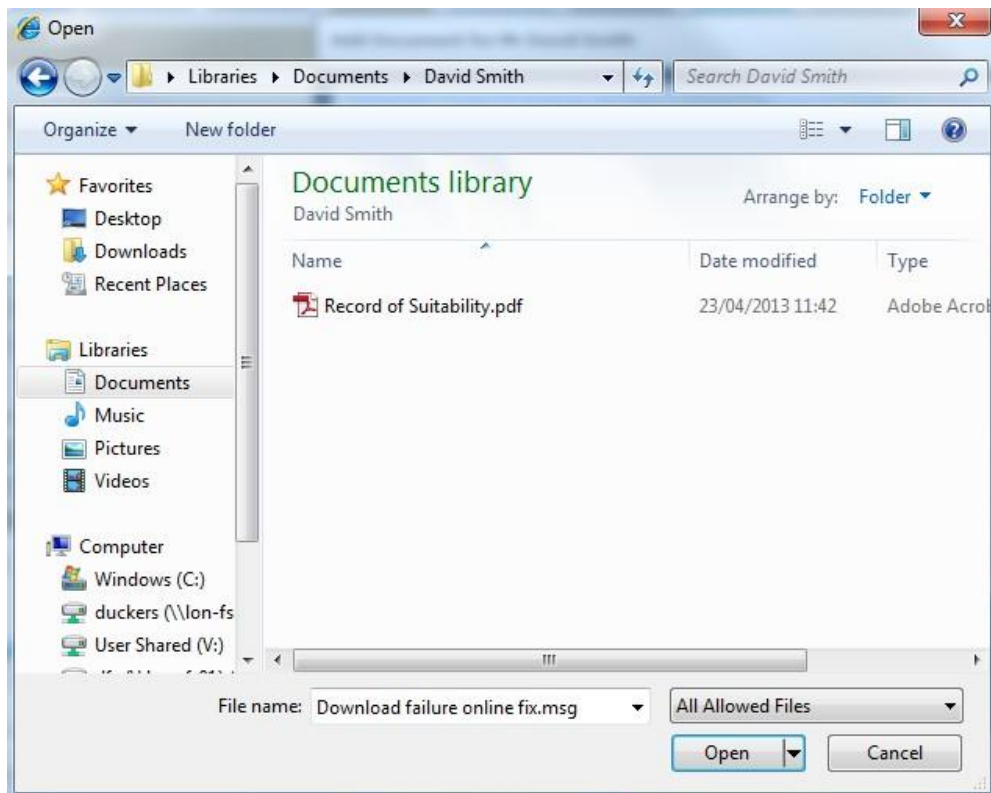 Open
Libraries Documents David Smith
Search David Smith
Organize
New folder
Favorites
Desktop
Downloads
Recent Places
Libraries
Documents
Music
Pictures
Videos
Computer
Windows (C:)
duckers (\\lon-fs
User Shared (V:)
Documents library
David Smith
Arrange by: Folder
Name Date modified Type
Record of Suitability.pdf 23/04/2013 11:42 Adobe Acrob
File name: Download failure online fix.msg
All Allowed Files
Open
Cancel